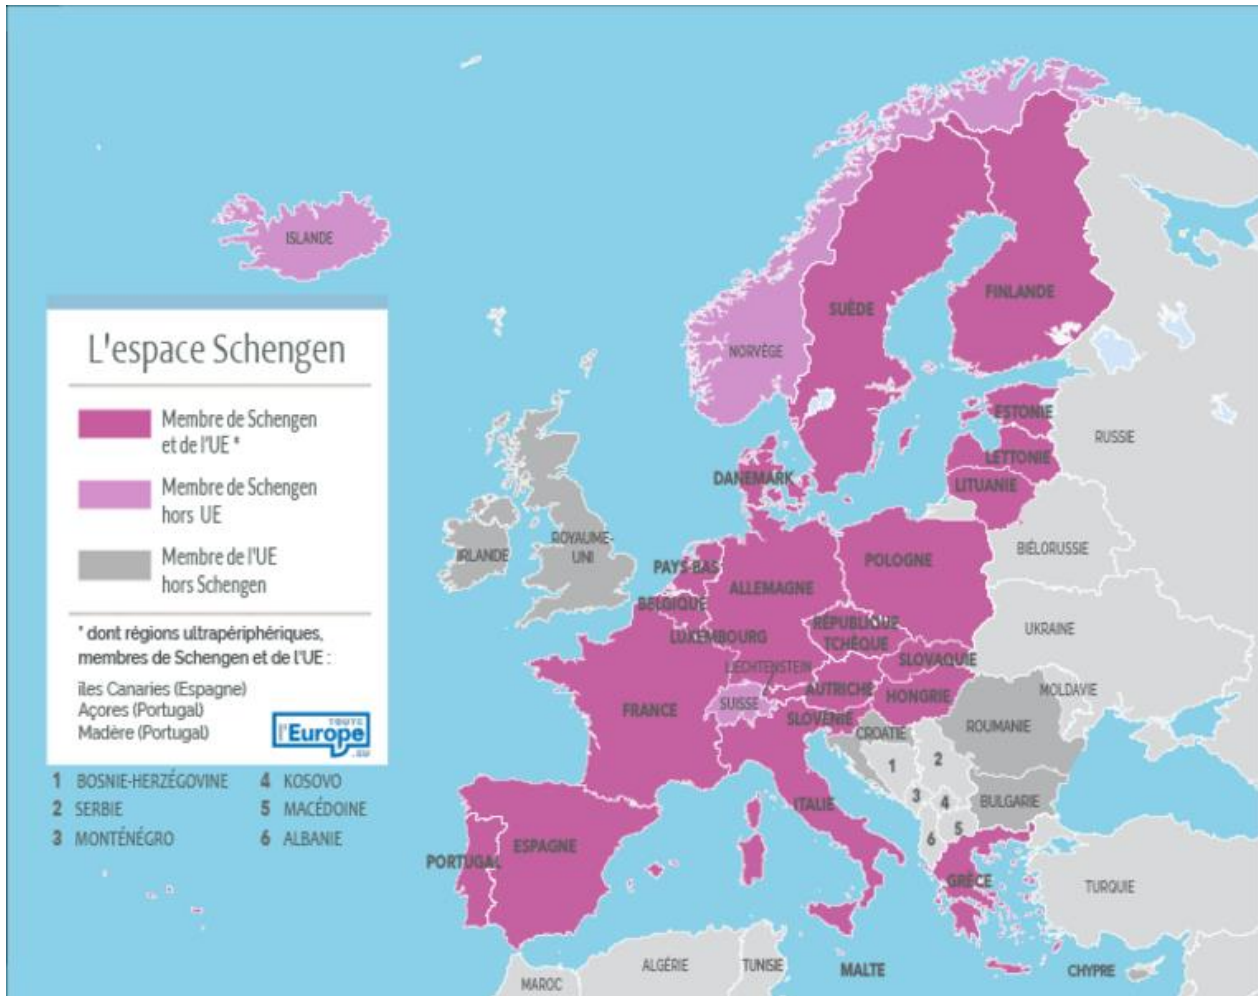 ISLANDE
L'espace Schengen
Membre de Schengen
et de l'UE *
Membre de Schengen
hors UE
Membre de l'UE
hors Schengen
* dont régions ultrapériphériques,
membres de Schengen et de l'UE :
îles Canaries (Espagne)
Açores (Portugal)
Madère (Portugal)
TOUTE
l'Europe
.EU
1 BOSNIE-HERZÉGOVINE
2 SERBIE
3 MONTÉNÉGRO
4 KOSOVO
5 MACÉDOINE
6 ALBANIE
NORVÈGE
SUÈDE
FINLANDE
RUSSIE
ESTONIE
LETTONIE
LITUANIE
DANEMARK
IRLANDE
ROYAUME-
UNI
PAYS-BAS
BELGIQUE
LUXEMBOURG
ALLEMAGNE
POLOGNE
BIÉLORUSSIE
UKRAINE
RÉPUBLIQUE
TCHÈQUE
SLOVAQUIE
LIECHTENSTEIN
SUISSE
AUTRICHE
HONGRIE
MOLDAVIE
FRANCE
SLOVÉNIE
CROATIE
ROUMANIE
1
2
3
4
5
6
BULGARIE
ITALIE
PORTUGAL
ESPAGNE
GRÈCE
TURQUIE
MAROC
ALGÉRIE
TUNISIE
MALTE
CHYPRE